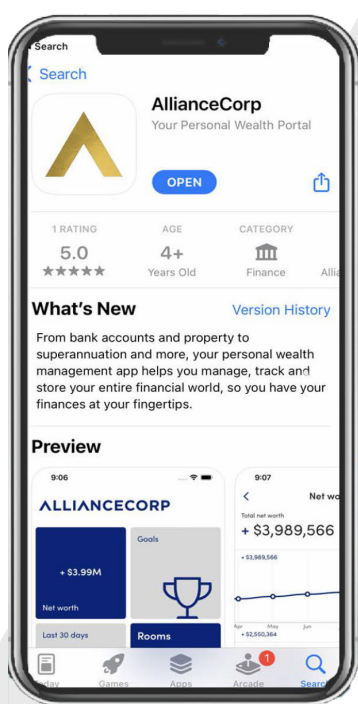 Search
Search
AllianceCorp
Your Personal Wealth Portal
OPEN
1 RATING
AGE
CATEGORY
5.0
4+
★★★★★
Years Old
Finance
What's New
Version History
From bank accounts and property to
superannuation and more, your personal wealth
management app helps you manage, track and
store your entire financial world, so you have your
finances at your fingertips.
Preview
9:06
9:07
ALLIANCECORP
Net wo
Total net worth
+ $3,989,566
Goals
+ $3,989,566
+ $3.99M
Net worth
Apr May Jun
Last 30 days
Rooms
+ $2,550,364
1
Today
Games
Apps
Arcade
Search